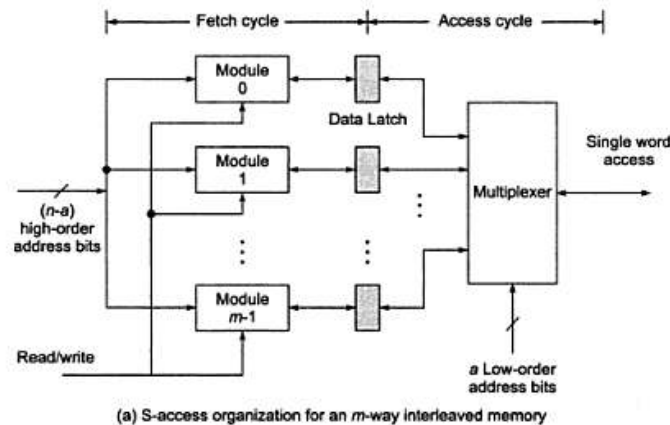 Fetch cycle
Access cycle
Module
0
Data Latch
Module
1
Multiplexer
Single word
access
(n-a)
high-order
address bits
Module
m-1
Read/write
a Low-order
address bits
(a) S-access organization for an m-way interleaved memory